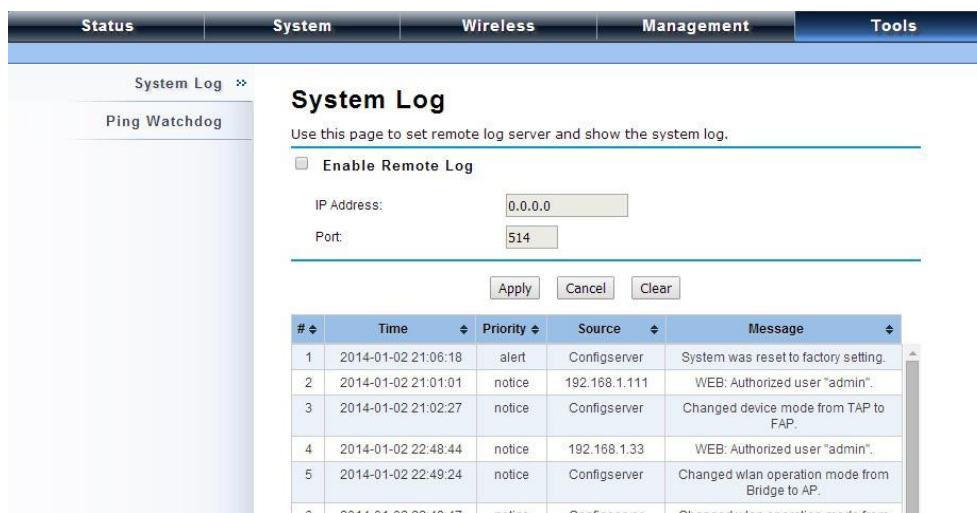 Status System Wireless Management Tools
System Log »
Ping Watchdog
System Log
Use this page to set remote log server and show the system log.
Enable Remote Log
IP Address: 0.0.0.0
Port: 514
Apply Cancel Clear
# Time Priority Source Message
1 2014-01-02 21:06:18 alert Configserver System was reset to factory setting.
2 2014-01-02 21:01:01 notice 192.168.1.111 WEB: Authorized user "admin".
3 2014-01-02 21:02:27 notice Configserver Changed device mode from TAP to
FAP.
4 2014-01-02 22:48:44 notice 192.168.1.33 WEB: Authorized user "admin".
5 2014-01-02 22:49:24 notice Configserver Changed wlan operation mode from
Bridge to AP.